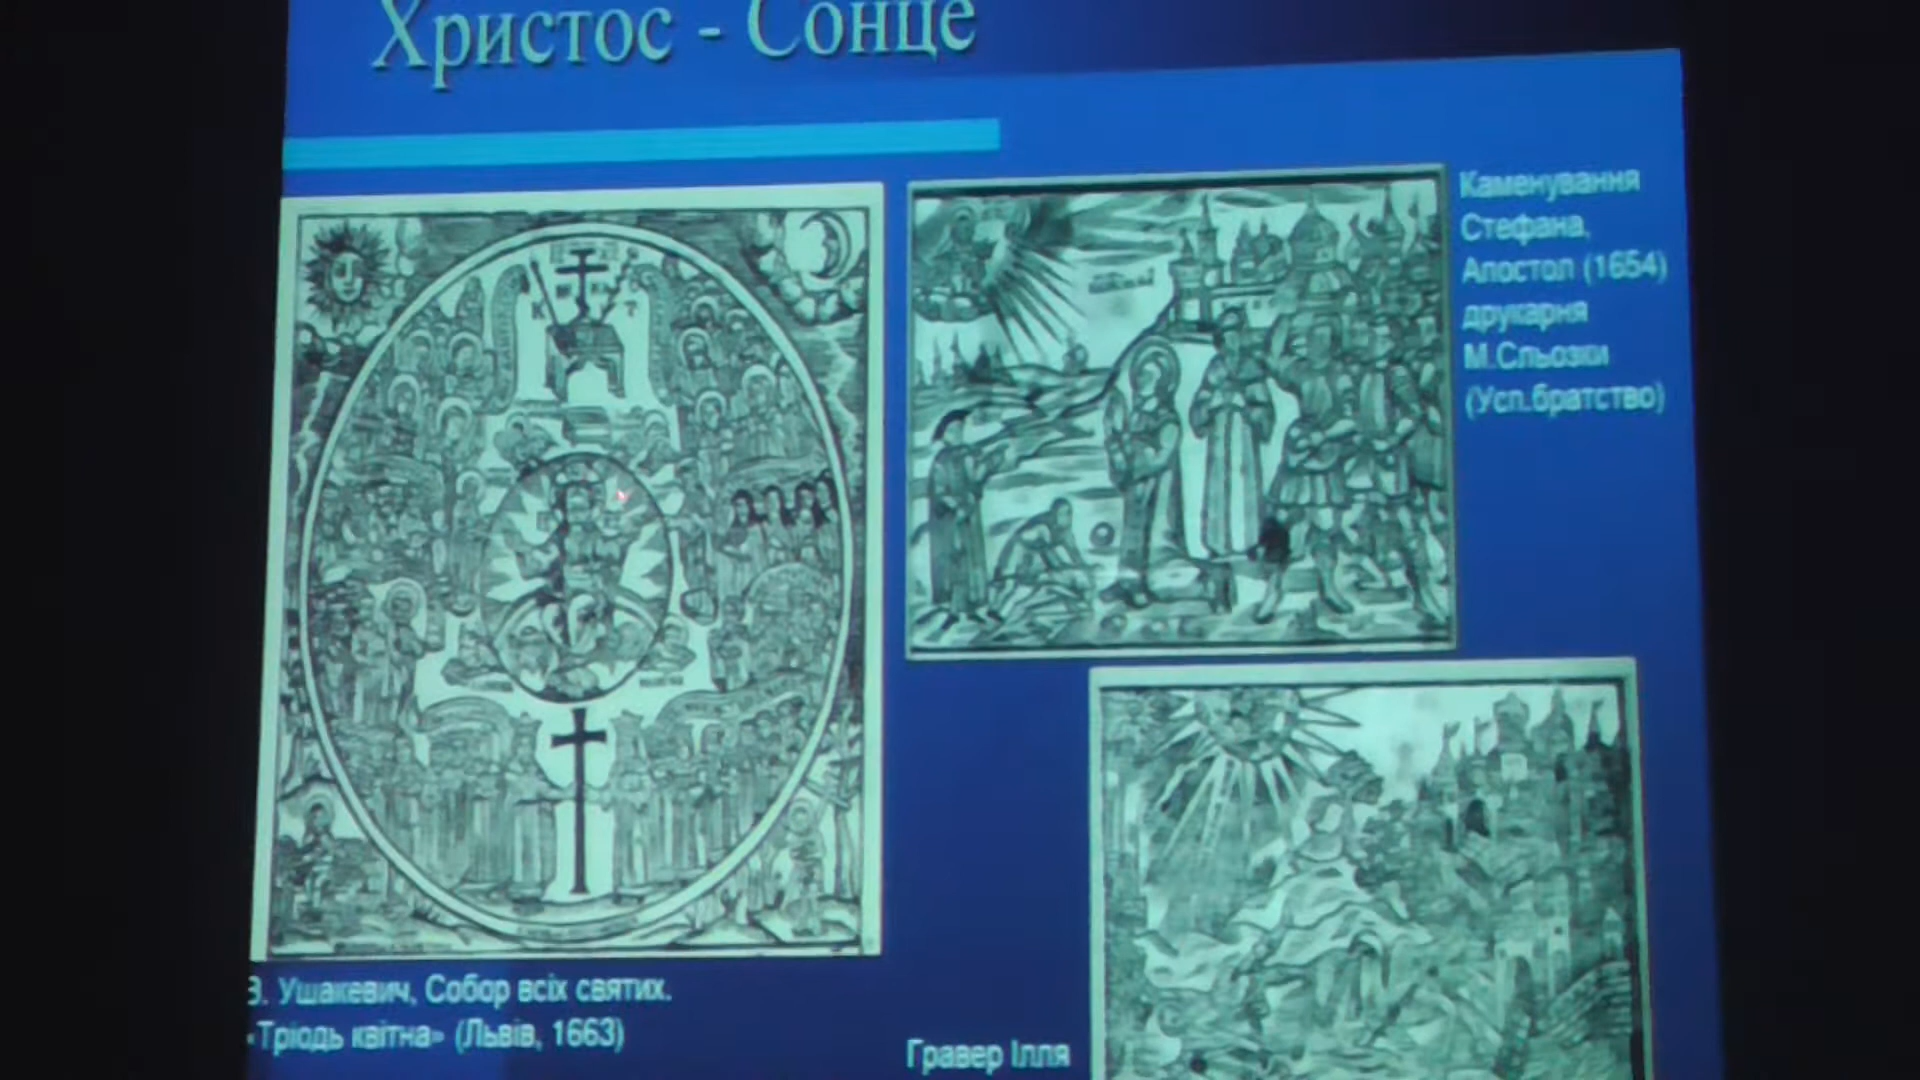 Христос - Сонце
Каменування
Стефана,
Апостол (1654)
друкарня
М.Сльозки
(Усп.братство)
В. Ушакевич, Собор всіх святих.
«Тріодь квітна» (Львів, 1663)
Гравер Ілля